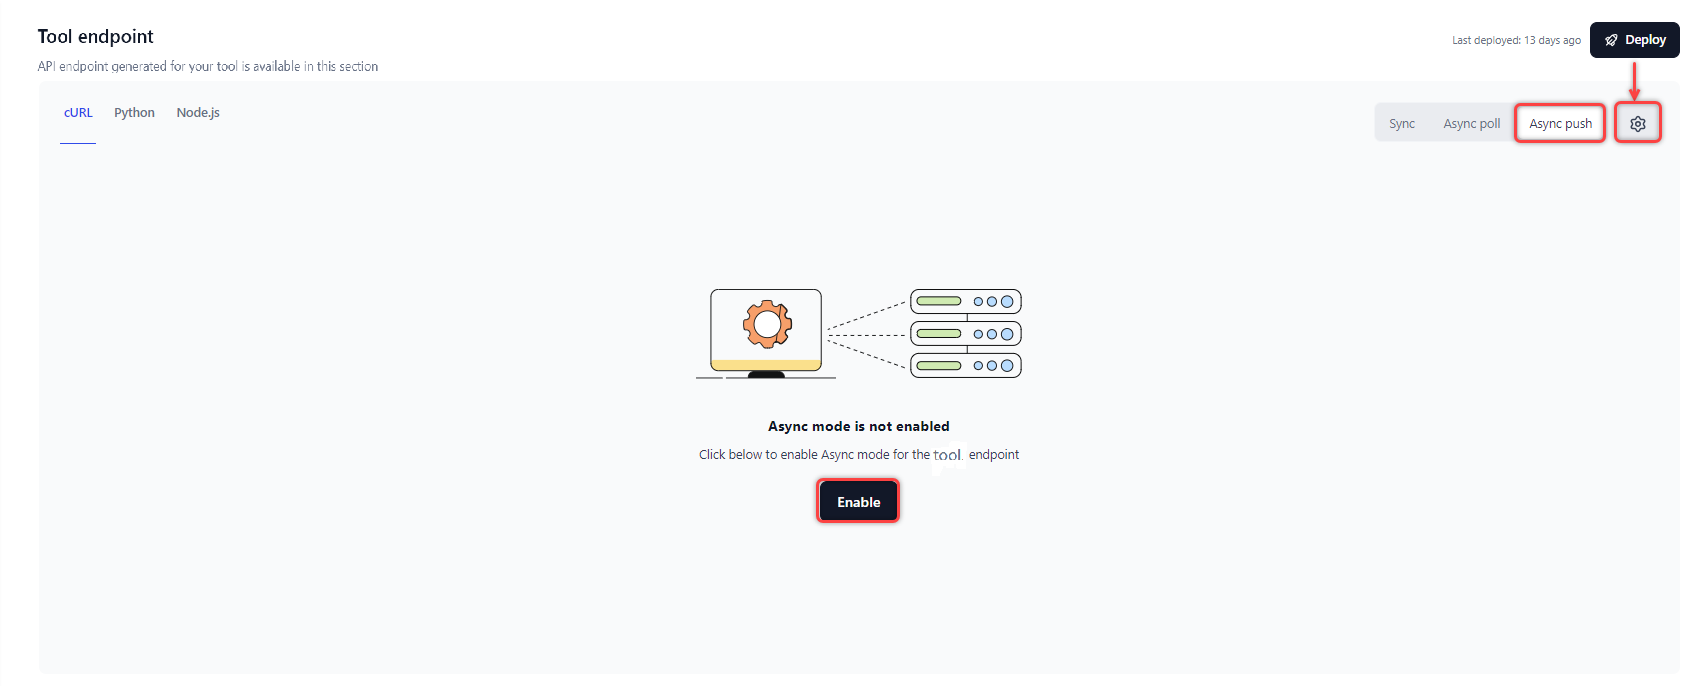 Tool endpoint
Last deployed: 13 days ago
Deploy
API endpoint generated for your tool is available in this section
cURL Python Node.js
Sync Async poll Async push
Async mode is not enabled
Click below to enable Async mode for the tool. endpoint
Enable